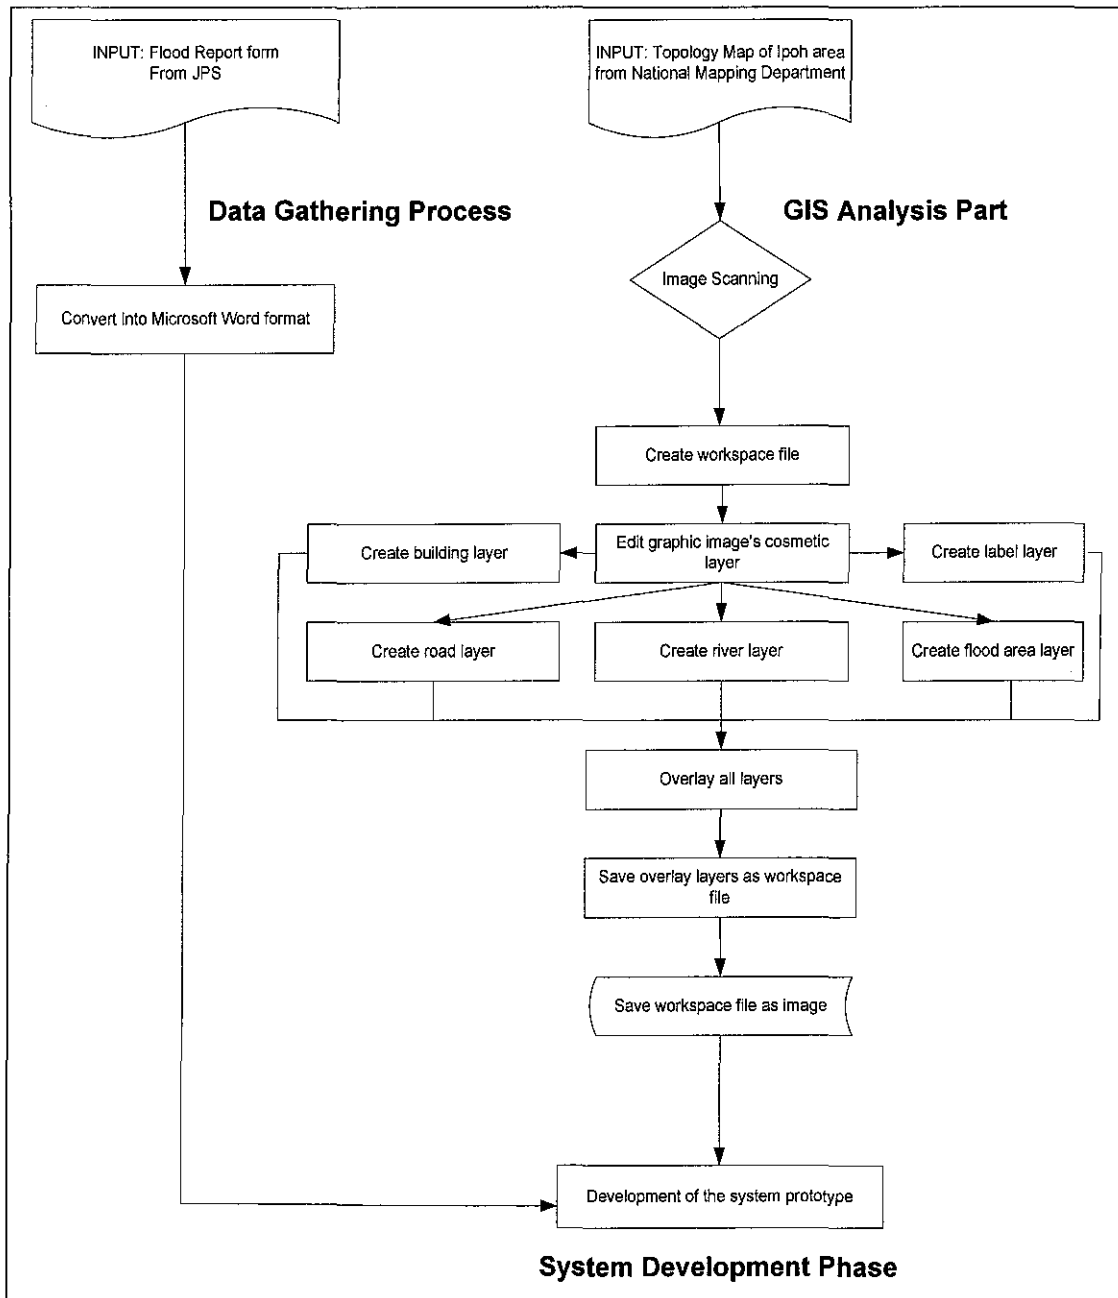 INPUT: Flood Report form
From JPS
INPUT: Topology Map of Ipoh area
from National Mapping Department
Data Gathering Process
GIS Analysis Part
Image Scanning
Convert into Microsoft Word format
Create workspace file
Create building layer
Edit graphic image's cosmetic
layer
Create label layer
Create road layer
Create river layer
Create flood area layer
Overlay all layers
Save overlay layers as workspace
file
Save workspace file as image
Development of the system prototype
System Development Phase